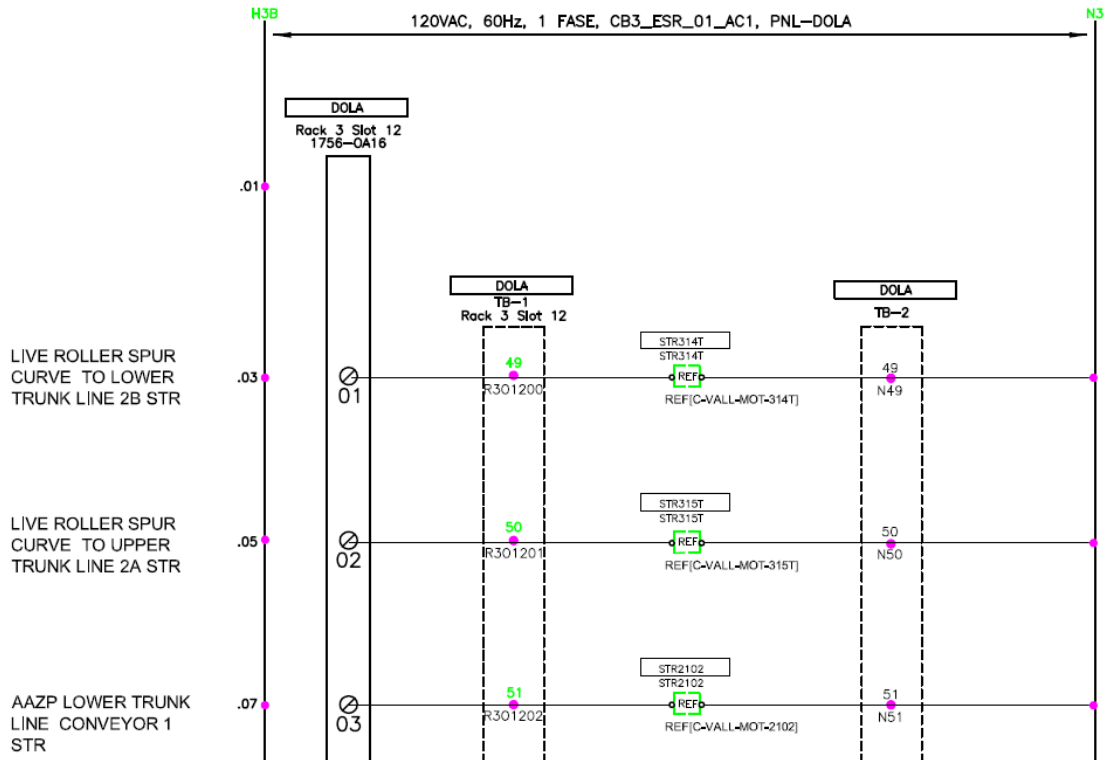 H3B
120VAC, 60Hz, 1 FASE, CB3_ESR_01_AC1, PNL-DOLA
N3
DOLA
Rack 3 Slot 12
1756-OA16
.01
DOLA
TB-1
Rack 3 Slot 12
DOLA
TB-2
LIVE ROLLER SPUR
CURVE TO LOWER
TRUNK LINE 2B STR
.03
01
49
R301200
STR314T
STR314T
REF
REF[C-VALL-MOT-314T]
49
N49
LIVE ROLLER SPUR
CURVE TO UPPER
TRUNK LINE 2A STR
.05
02
50
R301201
STR315T
STR315T
REF
REF[C-VALL-MOT-315T]
50
N50
AAZP LOWER TRUNK
LINE CONVEYOR 1
STR
.07
03
51
R301202
STR2102
STR2102
REF
REF[C-VALL-MOT-2102]
51
N51